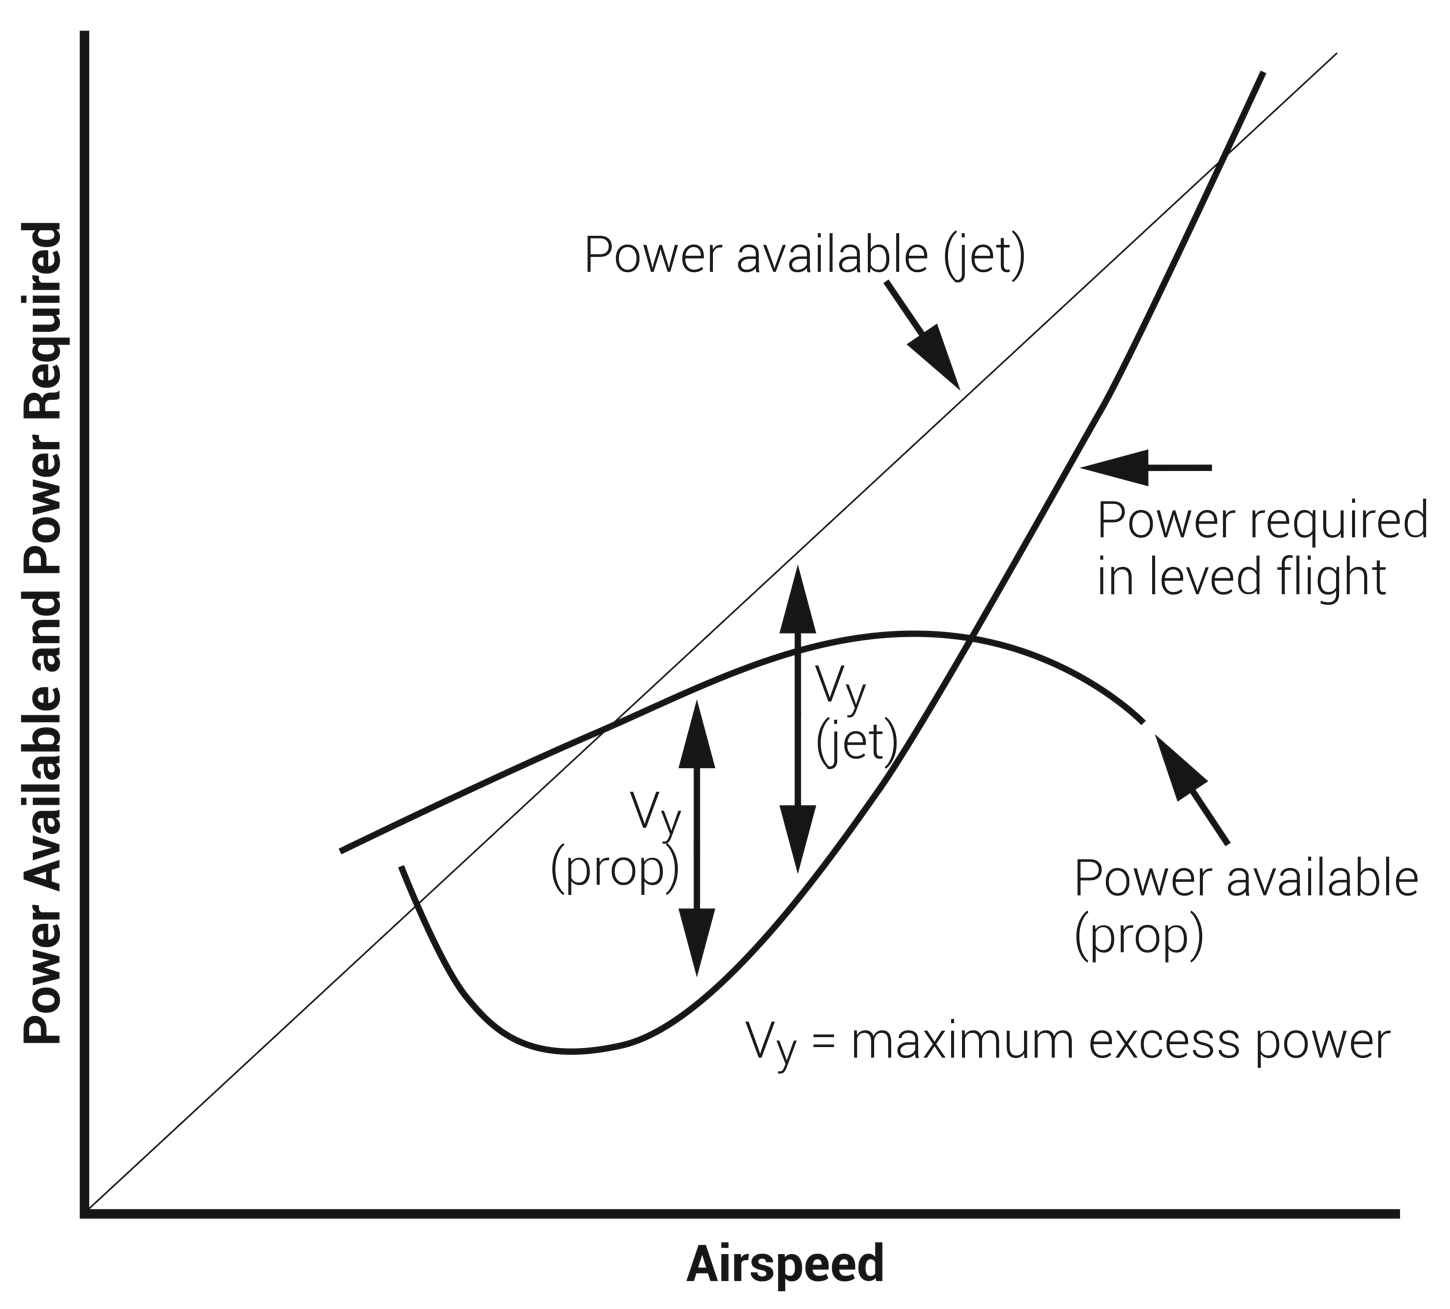 Power Available and Power Required
Power available (jet)
Power required
in leved flight
Vy
(jet)
Vy
(prop)
Power available
(prop)
Vy = maximum excess power
Airspeed